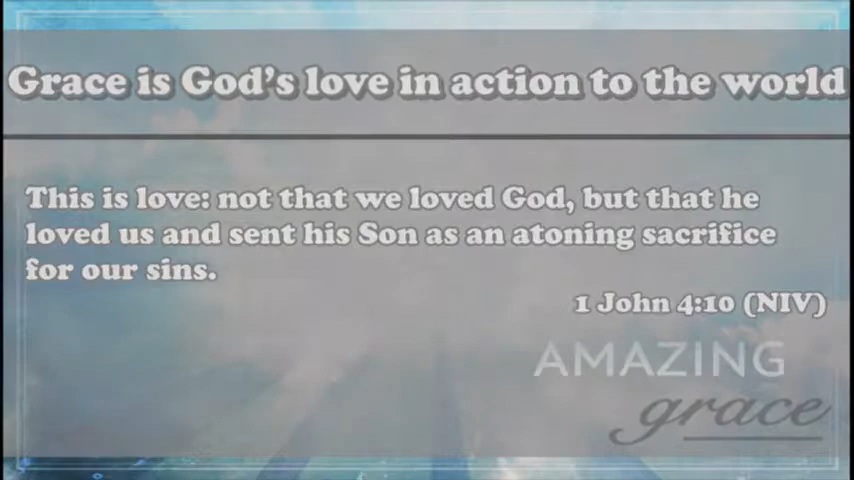 Grace is God's love in action to the world
This is love: not that we loved God, but that he
loved us and sent his Son as an atoning sacrifice
for our sins.
1 John 4:10 (NIV)
AMAZING
grace